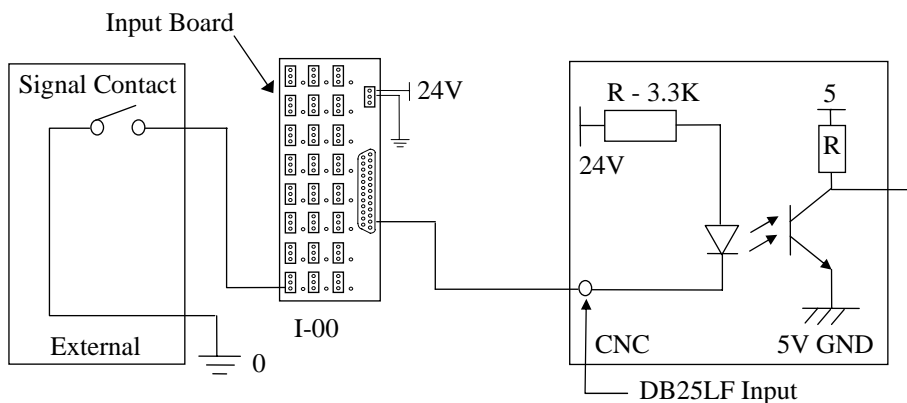 Input Board
Signal Contact
24V
R - 3.3K
5
R
24V
I-00
External
0
CNC
5V GND
DB25LF Input